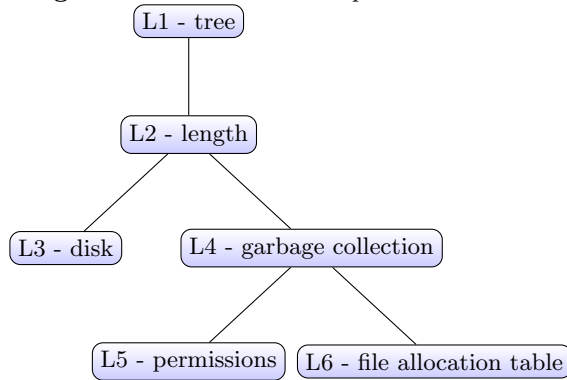 L1 - tree
L2 - length
L3 - disk
L4 - garbage collection
L5 - permissions
L6 - file allocation table